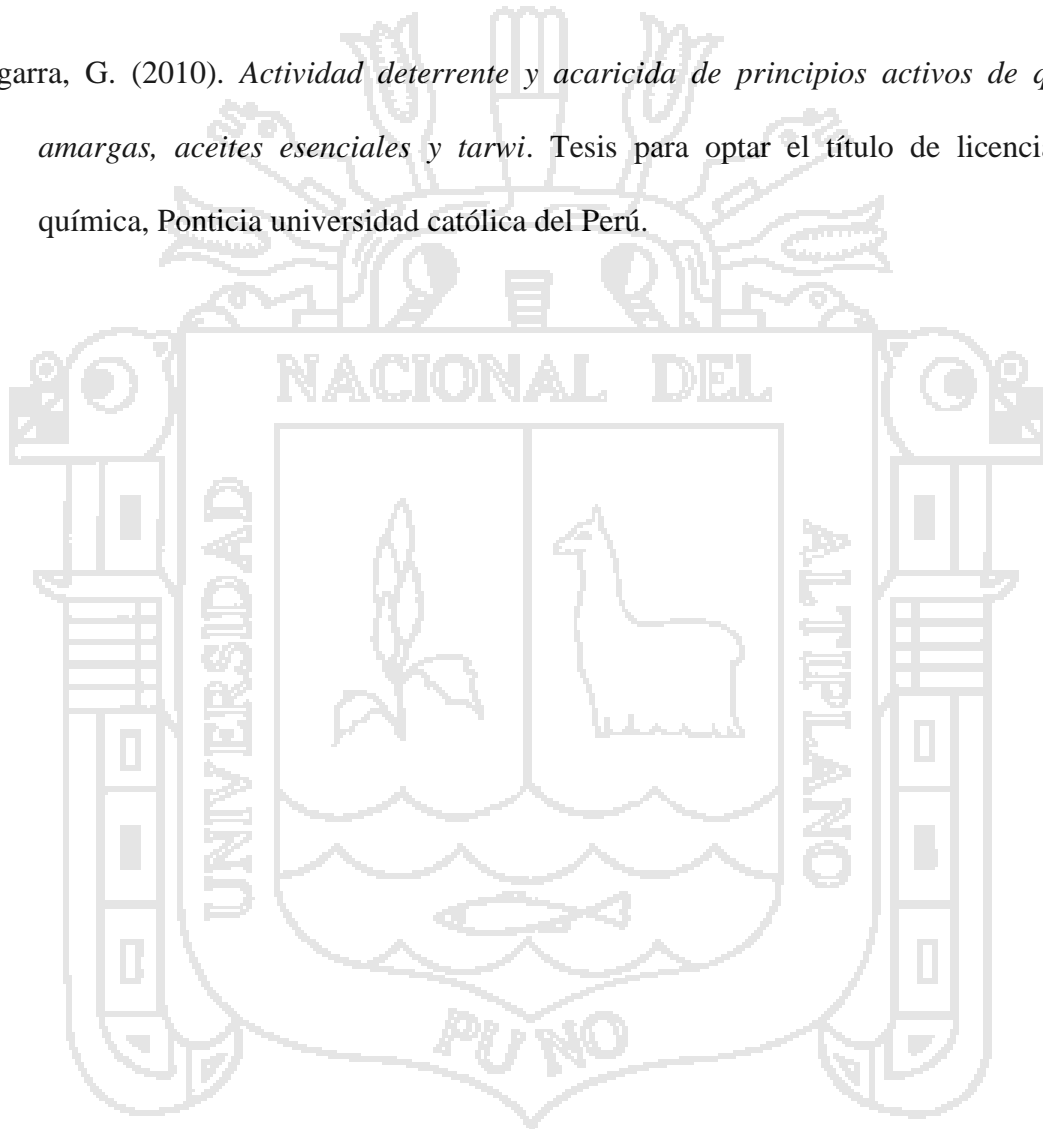 garra, G. (2010). Actividad deterrente y acaricida de principios activos de q
amargas, aceites esenciales y tarwi. Tesis para optar el título de licenci
química, Ponticia universidad católica del Perú.
NACIONAL DEL
UNIVERSIDAD
ALTIPLANO
PUNO